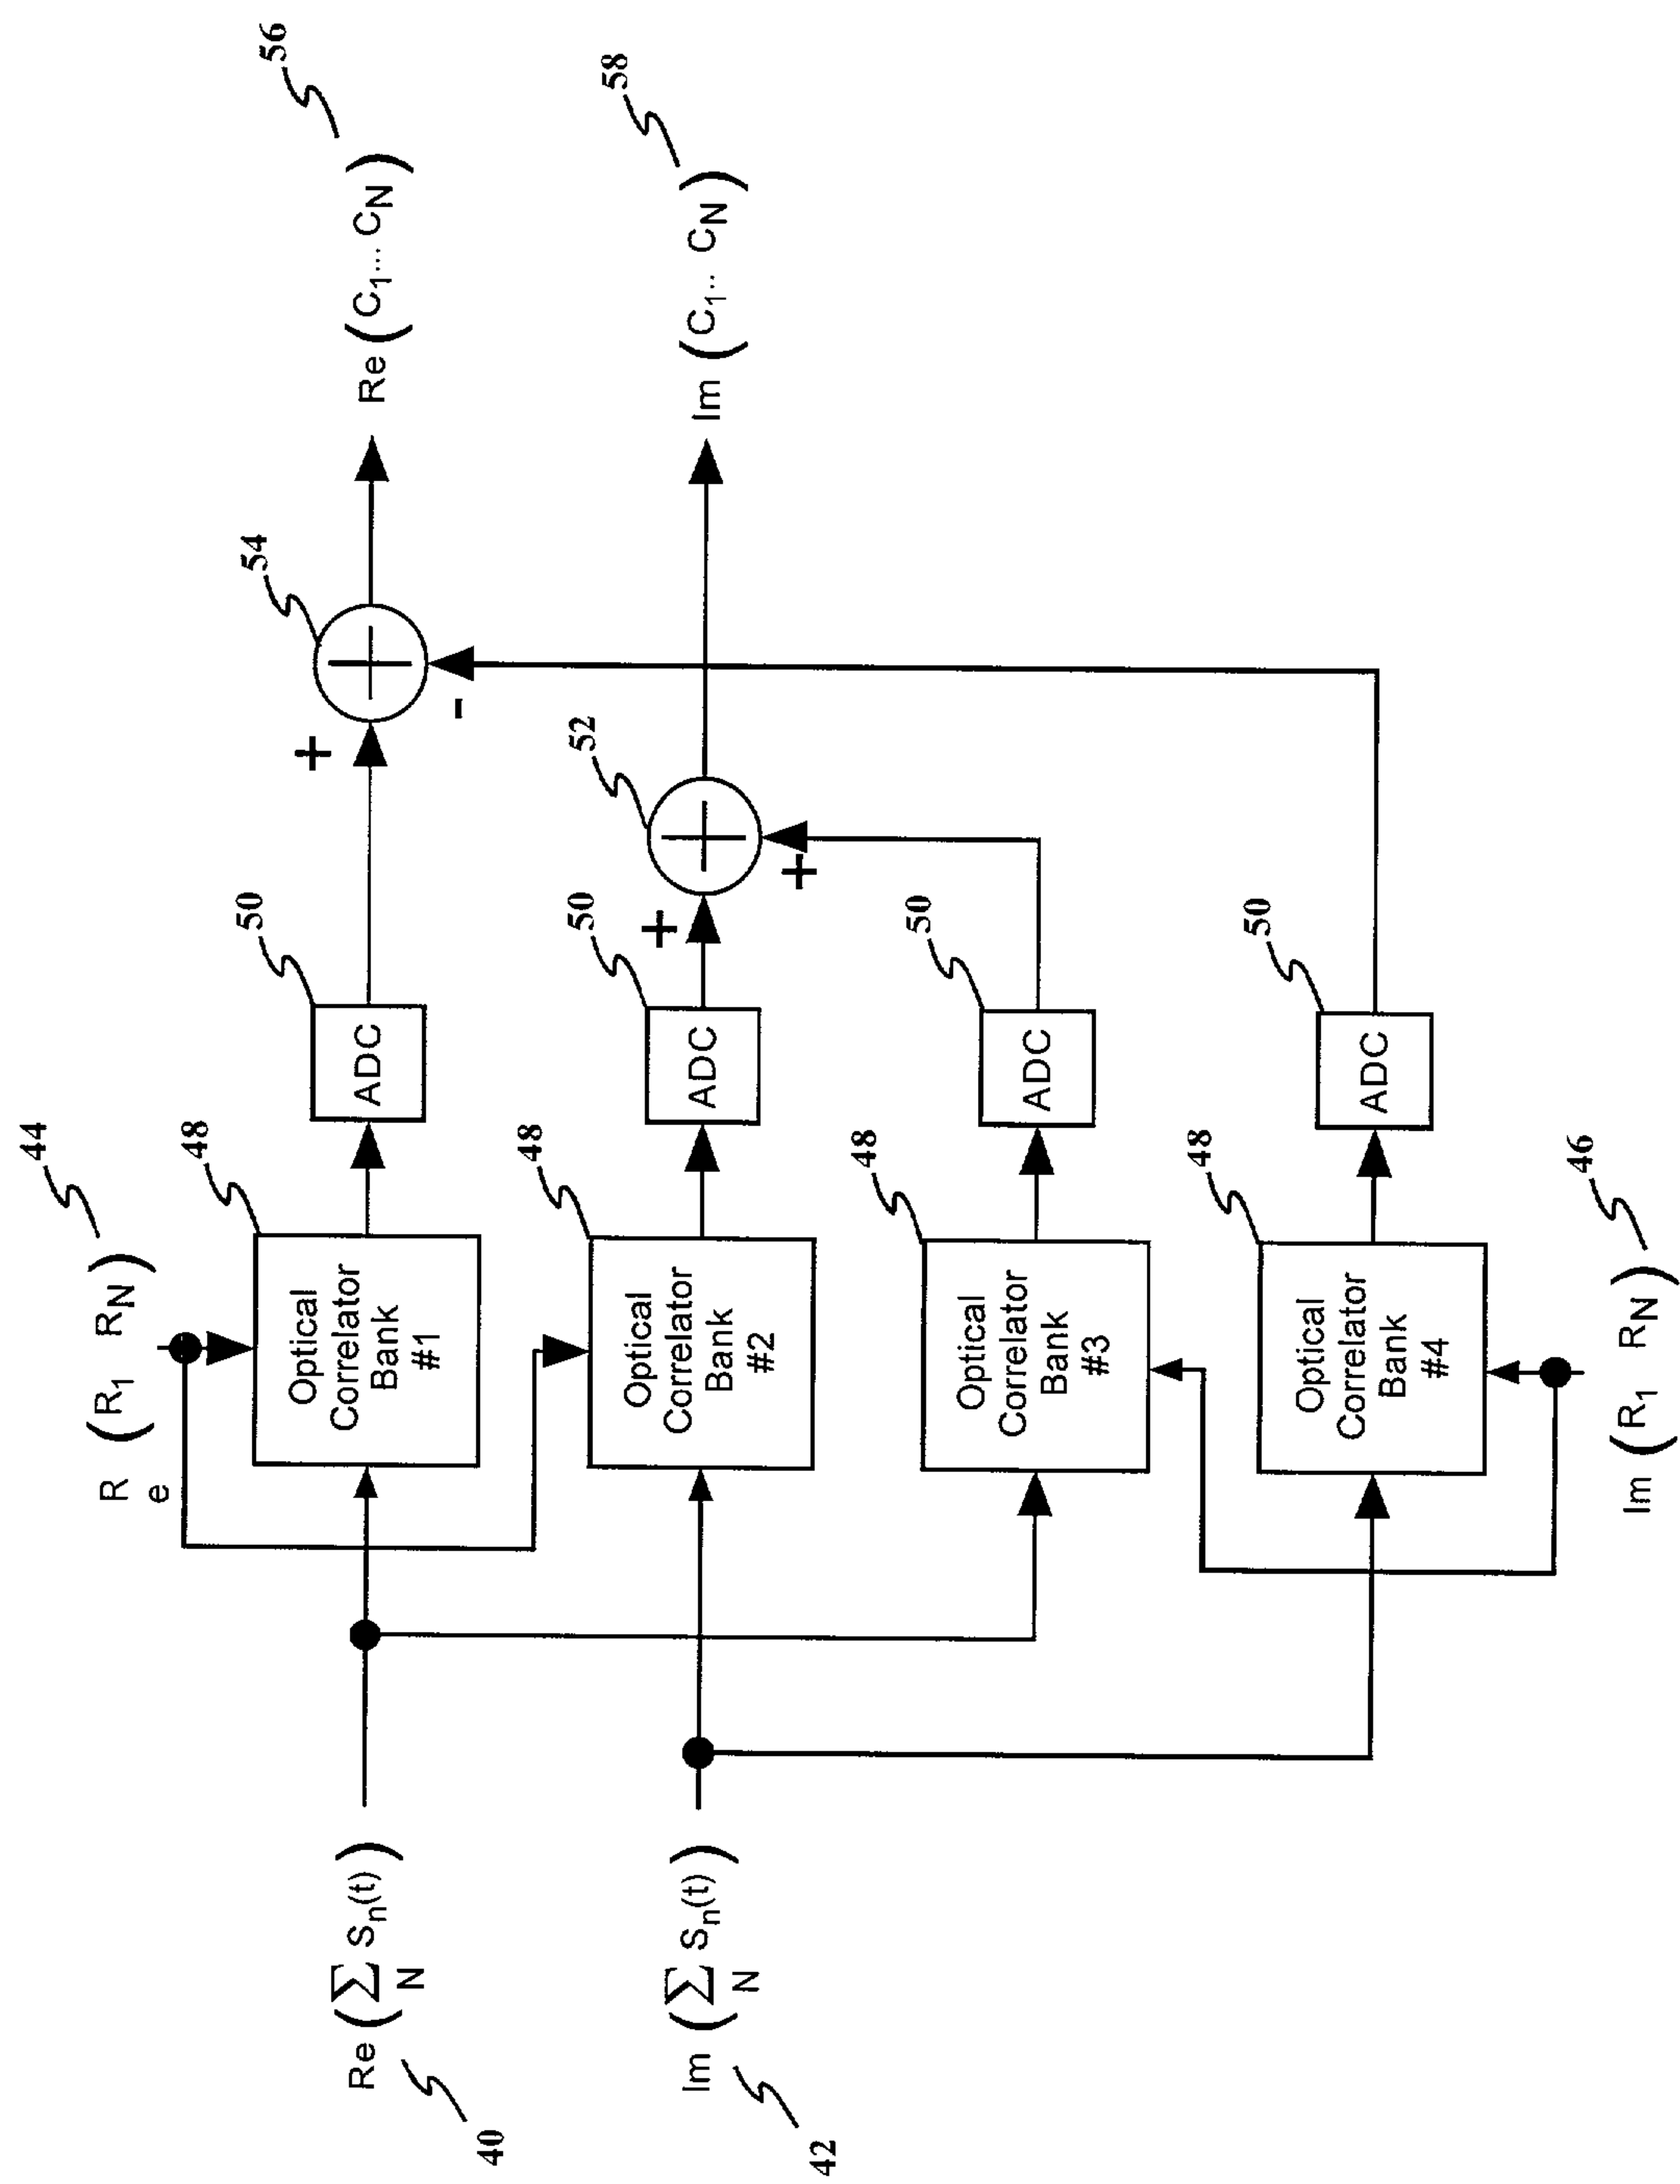 44
Re (R1 RN)
48
Optical
Correlator
Bank
#1
50
ADC
+
54
-
Re (C1... CN)
56
Re (∑ Sn(t))
N
40
48
Optical
Correlator
Bank
#2
50
ADC
+
52
+
Im (C1.. CN)
58
Im (∑ Sn(t))
N
42
48
Optical
Correlator
Bank
#3
50
ADC
48
Optical
Correlator
Bank
#4
50
ADC
Im (R1 RN)
46